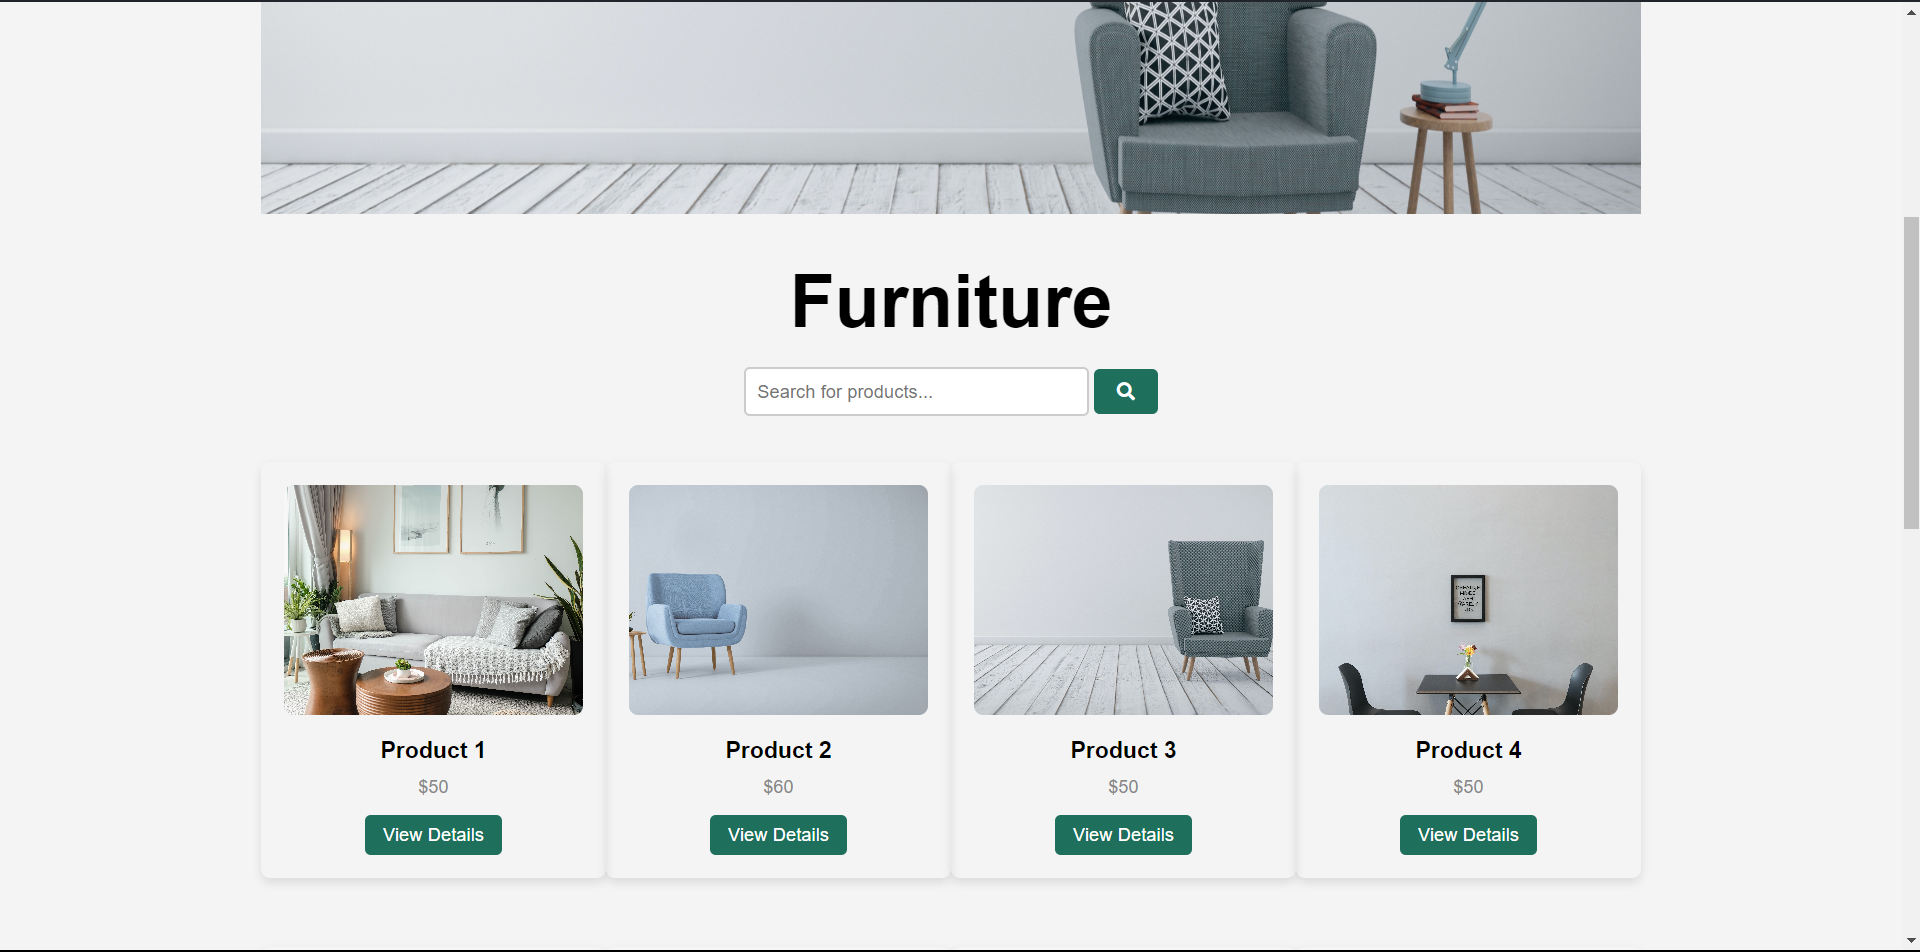 Furniture
Search for products...
Product 1
$50
View Details
Product 2
$60
View Details
Product 3
$50
View Details
Product 4
$50
View Details